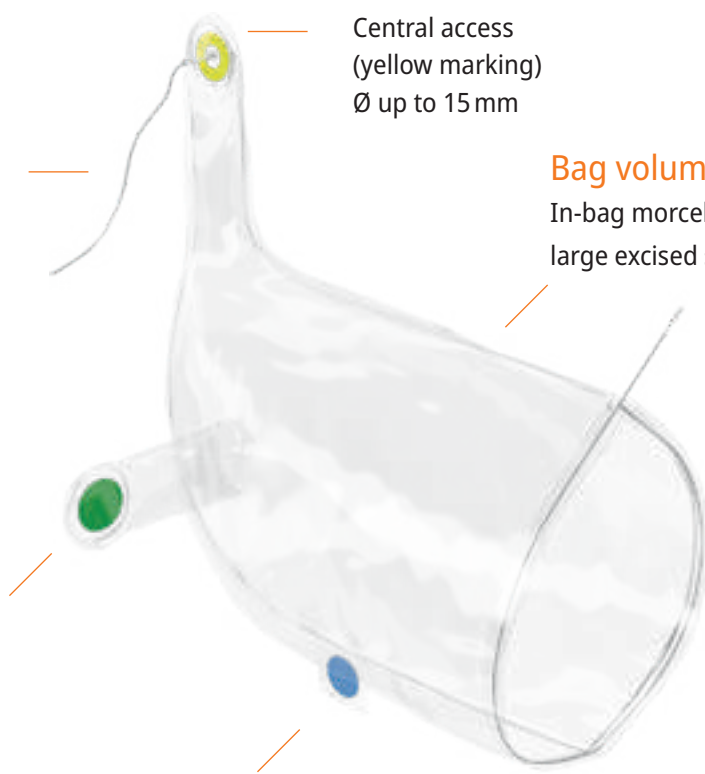 Central access
(yellow marking)
Ø up to 15 mm
Bag volum
In-bag morcel
large excised